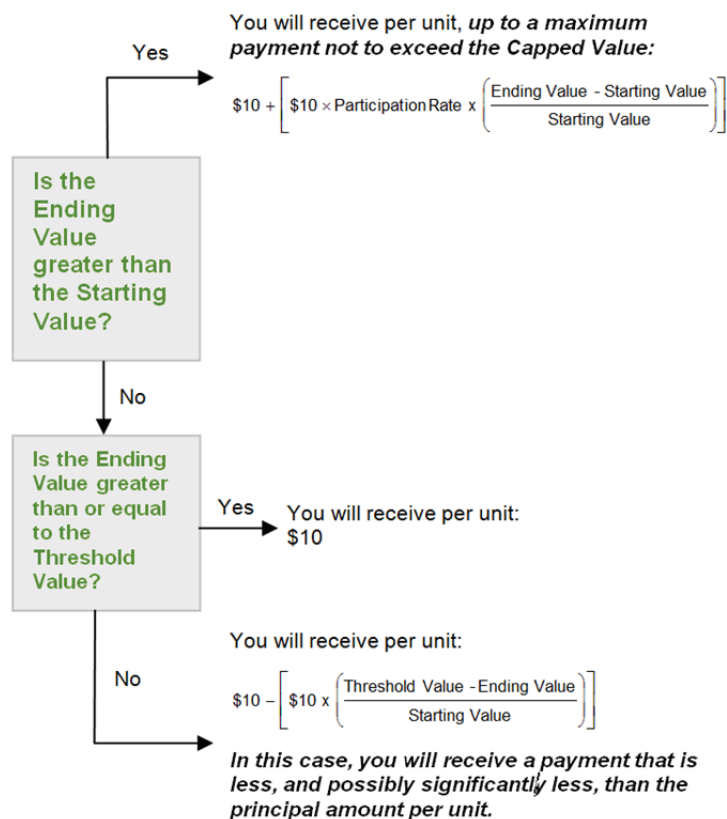 You will receive per unit, up to a maximum
payment not to exceed the Capped Value:
Yes
$10 + [ $10 × Participation Rate x ( Ending Value - Starting Value / Starting Value ) ]
Is the
Ending
Value
greater than
the Starting
Value?
No
Is the Ending
Value greater
than or equal
to the
Threshold
Value?
Yes
You will receive per unit:
$10
No
You will receive per unit:
$10 – [ $10 x ( Threshold Value - Ending Value / Starting Value ) ]
In this case, you will receive a payment that is
less, and possibly significantly less, than the
principal amount per unit.